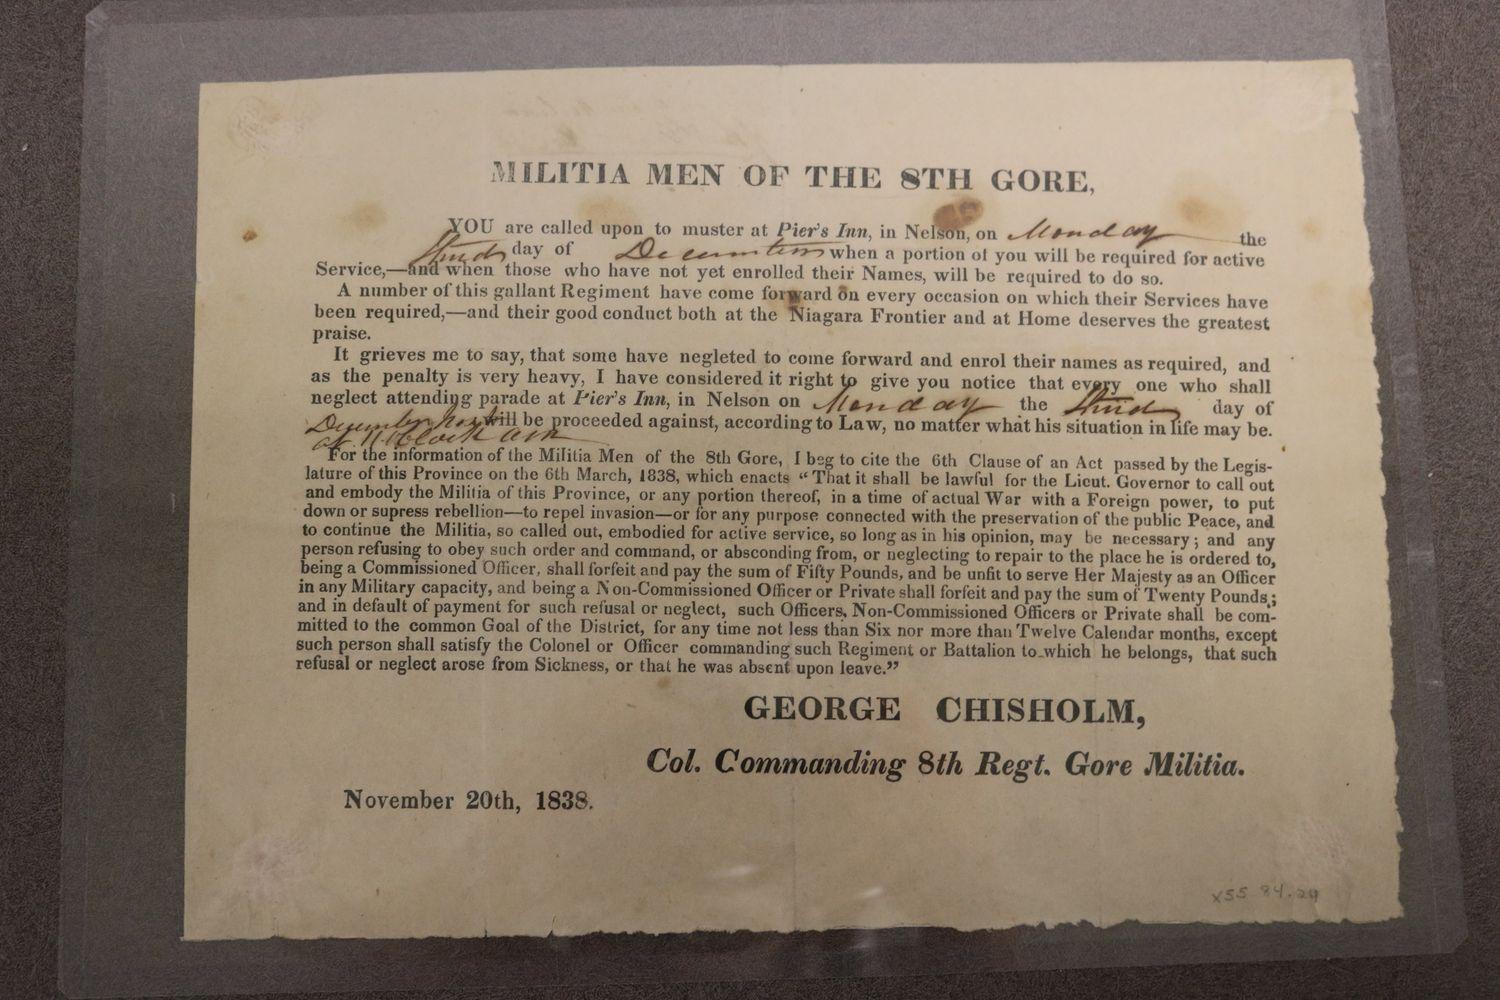 MILITIA MEN OF THE 8TH GORE,
YOU are called upon to muster at Pier's Inn, in Nelson, on Monday the
day of December when a portion of you will be required for active
Service,—and when those who have not yet enrolled their Names, will be required to do so.
A number of this gallant Regiment have come forward on every occasion on which their Services have
been required,—and their good conduct both at the Niagara Frontier and at Home deserves the greatest
praise.
It grieves me to say, that some have negleted to come forward and enrol their names as required, and
as the penalty is very heavy, I have considered it right to give you notice that every one who shall
neglect attending parade at Pier's Inn, in Nelson on Monday the day of
December next will be proceeded against, according to Law, no matter what his situation in life may be.
at
For the information of the Militia Men of the 8th Gore, I beg to cite the 6th Clause of an Act passed by the Legis-
lature of this Province on the 6th March, 1838, which enacts "That it shall be lawful for the Lieut. Governor to call out
and embody the Militia of this Province, or any portion thereof, in a time of actual War with a Foreign power, to put
down or supress rebellion—to repel invasion—or for any purpose connected with the preservation of the public Peace, and
to continue the Militia, so called out, embodied for active service, so long as in his opinion, may be necessary; and any
person refusing to obey such order and command, or absconding from, or neglecting to repair to the place he is ordered to,
being a Commissioned Officer, shall forfeit and pay the sum of Fifty Pounds, and be unfit to serve Her Majesty as an Officer
in any Military capacity, and being a Non-Commissioned Officer or Private shall forfeit and pay the sum of Twenty Pounds;
and in default of payment for such refusal or neglect, such Officers, Non-Commissioned Officers or Private shall be com-
mitted to the common Goal of the District, for any time not less than Six nor more than Twelve Calendar months, except
such person shall satisfy the Colonel or Officer commanding such Regiment or Battalion to which he belongs, that such
refusal or neglect arose from Sickness, or that he was absent upon leave."
GEORGE CHISHOLM,
Col. Commanding 8th Regt. Gore Militia.
November 20th, 1838.